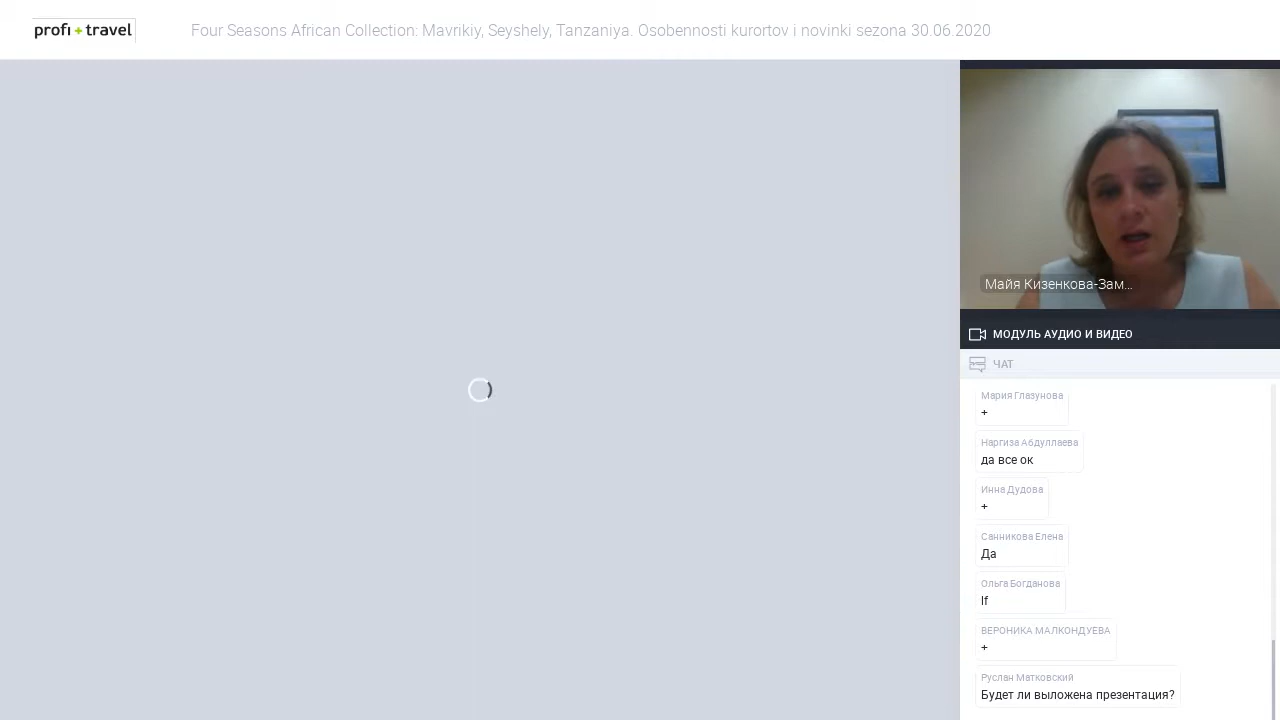 profi + travel
Four Seasons African Collection: Mavrikiy, Seyshely, Tanzaniya. Osobennosti kurortov i novinki sezona 30.06.2020
Майя Кизенкова-Зам...
МОДУЛЬ АУДИО И ВИДЕО
ЧАТ
Мария Глазунова
+
Наргиза Абдуллаева
да все ок
Инна Дудова
+
Санникова Елена
Да
Ольга Богданова
lf
ВЕРОНИКА МАЛКОНДУЕВА
+
Руслан Матковский
Будет ли выложена презентация?